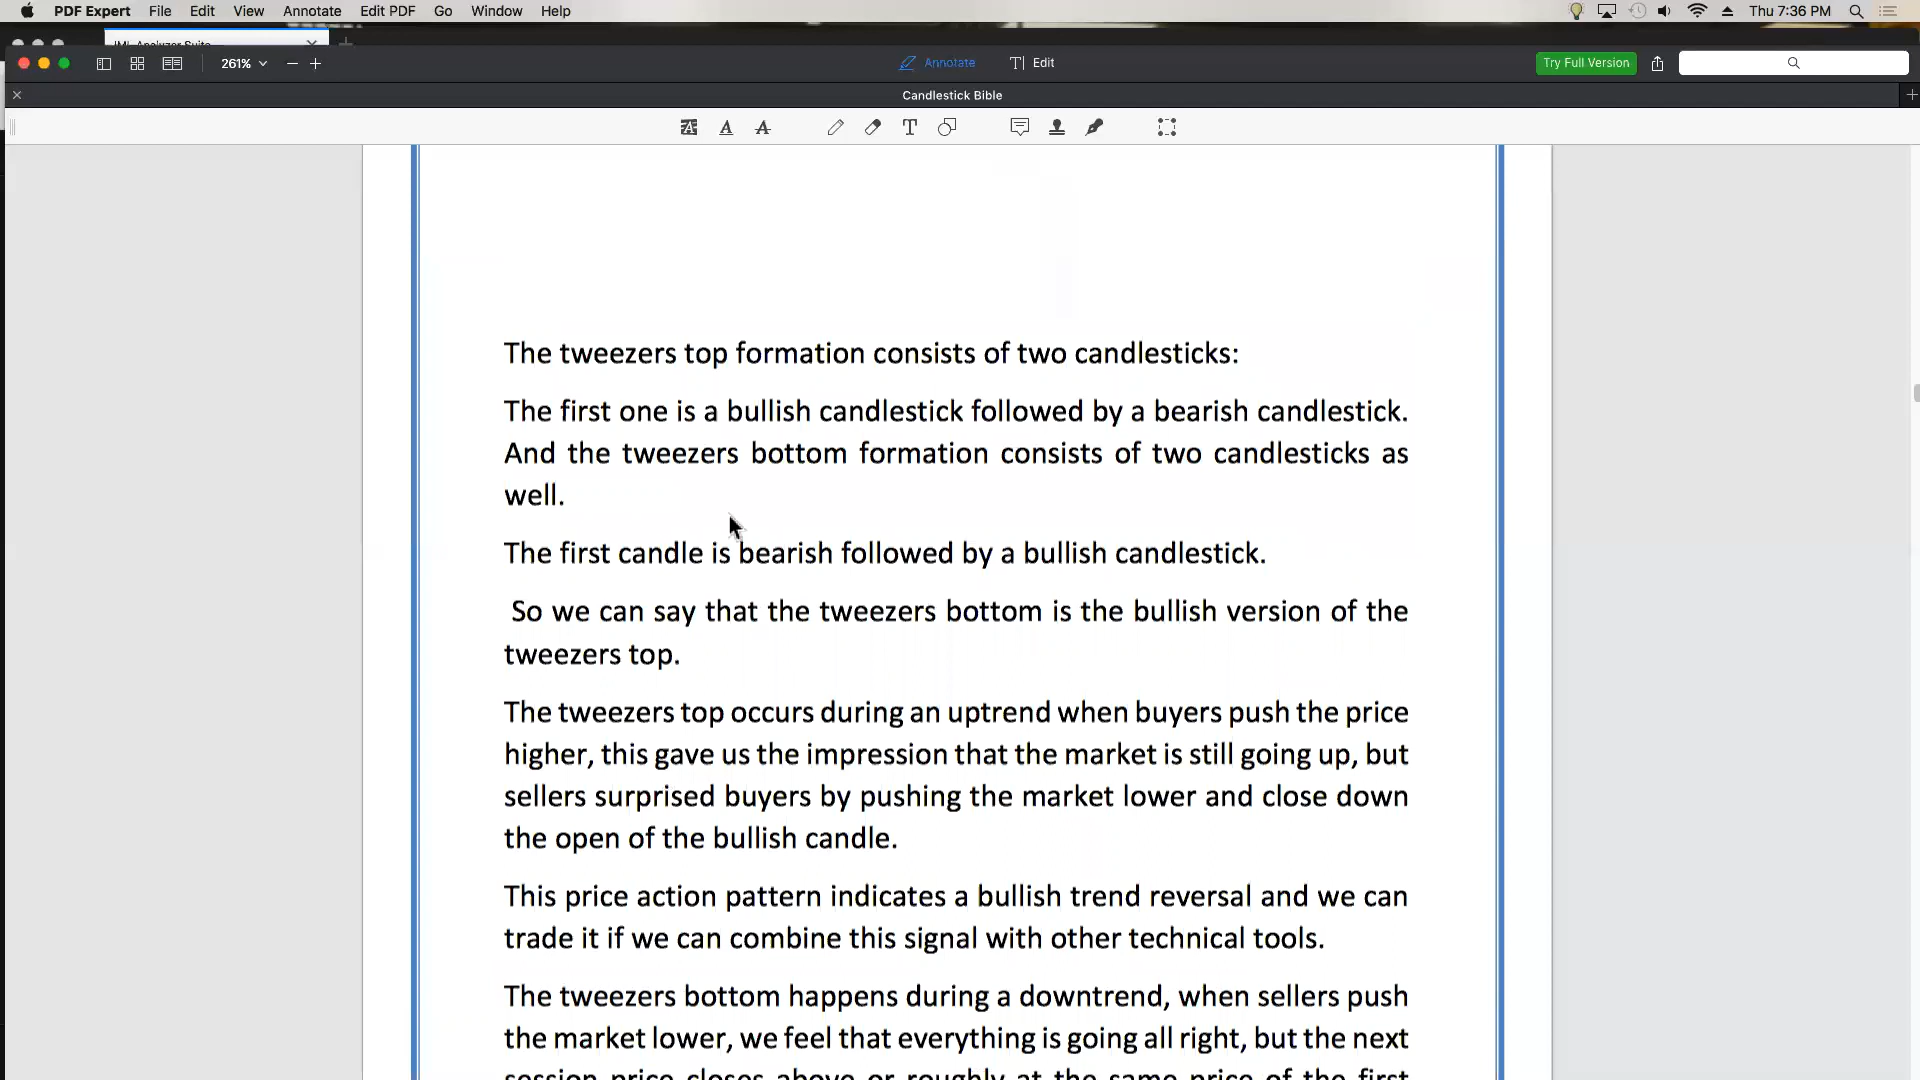 PDF Expert File Edit View Annotate Edit PDF Go Window Help Thu 7:36 PM
IML Analyzer Suite
261% Annotate Edit Try Full Version
Candlestick Bible
The tweezers top formation consists of two candlesticks:
The first one is a bullish candlestick followed by a bearish candlestick.
And the tweezers bottom formation consists of two candlesticks as
well.
The first candle is bearish followed by a bullish candlestick.
So we can say that the tweezers bottom is the bullish version of the
tweezers top.
The tweezers top occurs during an uptrend when buyers push the price
higher, this gave us the impression that the market is still going up, but
sellers surprised buyers by pushing the market lower and close down
the open of the bullish candle.
This price action pattern indicates a bullish trend reversal and we can
trade it if we can combine this signal with other technical tools.
The tweezers bottom happens during a downtrend, when sellers push
the market lower, we feel that everything is going all right, but the next
session price closes above or roughly at the same price of the first